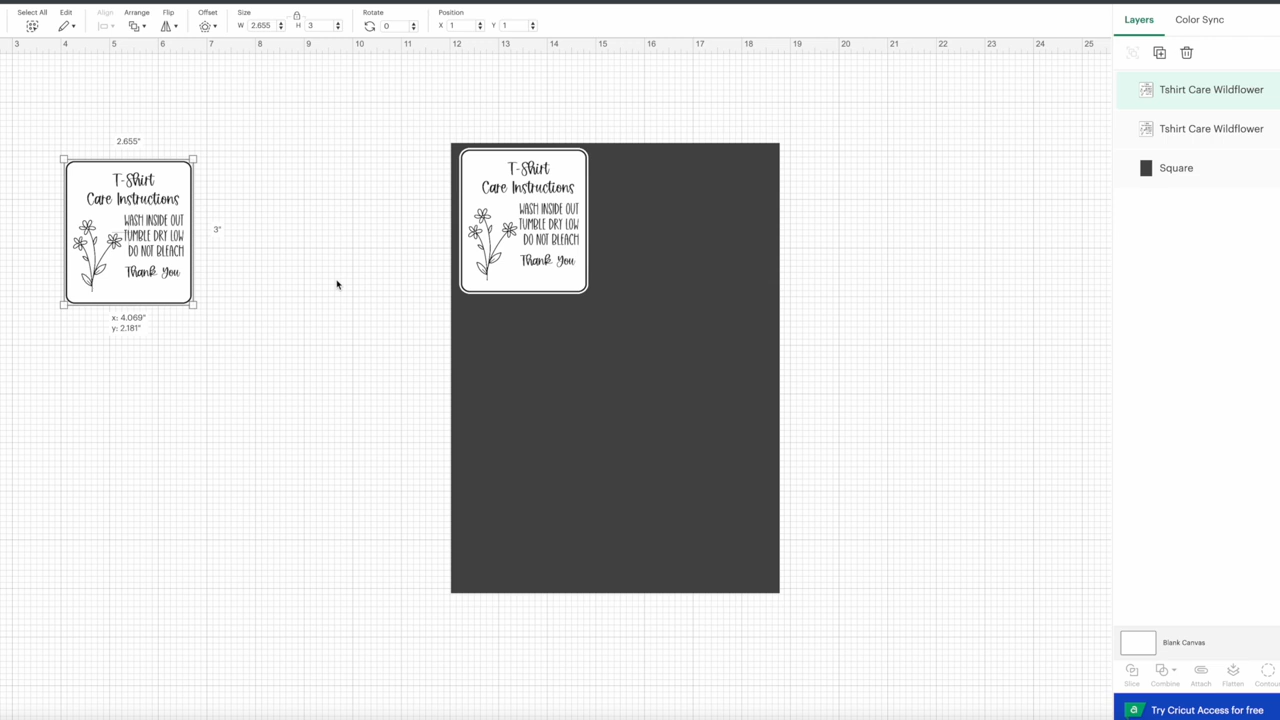 Select All Edit Align Arrange Flip Offset Size Rotate Position
W 2.655 H 3 0 X 1 Y 1
Layers Color Sync
3 4 5 6 7 8 9 10 11 12 13 14 15 16 17 18 19 20 21 22 23 24 25
Tshirt Care Wildflower
Tshirt Care Wildflower
Square
2.655"
T-Shirt
Care Instructions
WASH INSIDE OUT
TUMBLE DRY LOW
DO NOT BLEACH
Thank You
3"
x: 4.069"
y: 2.181"
T-Shirt
Care Instructions
WASH INSIDE OUT
TUMBLE DRY LOW
DO NOT BLEACH
Thank You
Blank Canvas
Slice Combine Attach Flatten Contou
Try Cricut Access for free